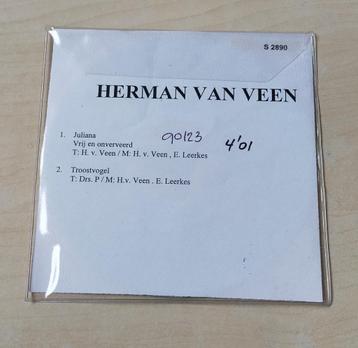 S 2890
HERMAN VAN VEEN
1. Juliana
Vrij en onverveerd
T: H. v. Veen / M: H. v. Veen , E. Leerkes
90123
4'01
2. Troostvogel
T: Drs. P / M: H.v. Veen . E. Leerkes